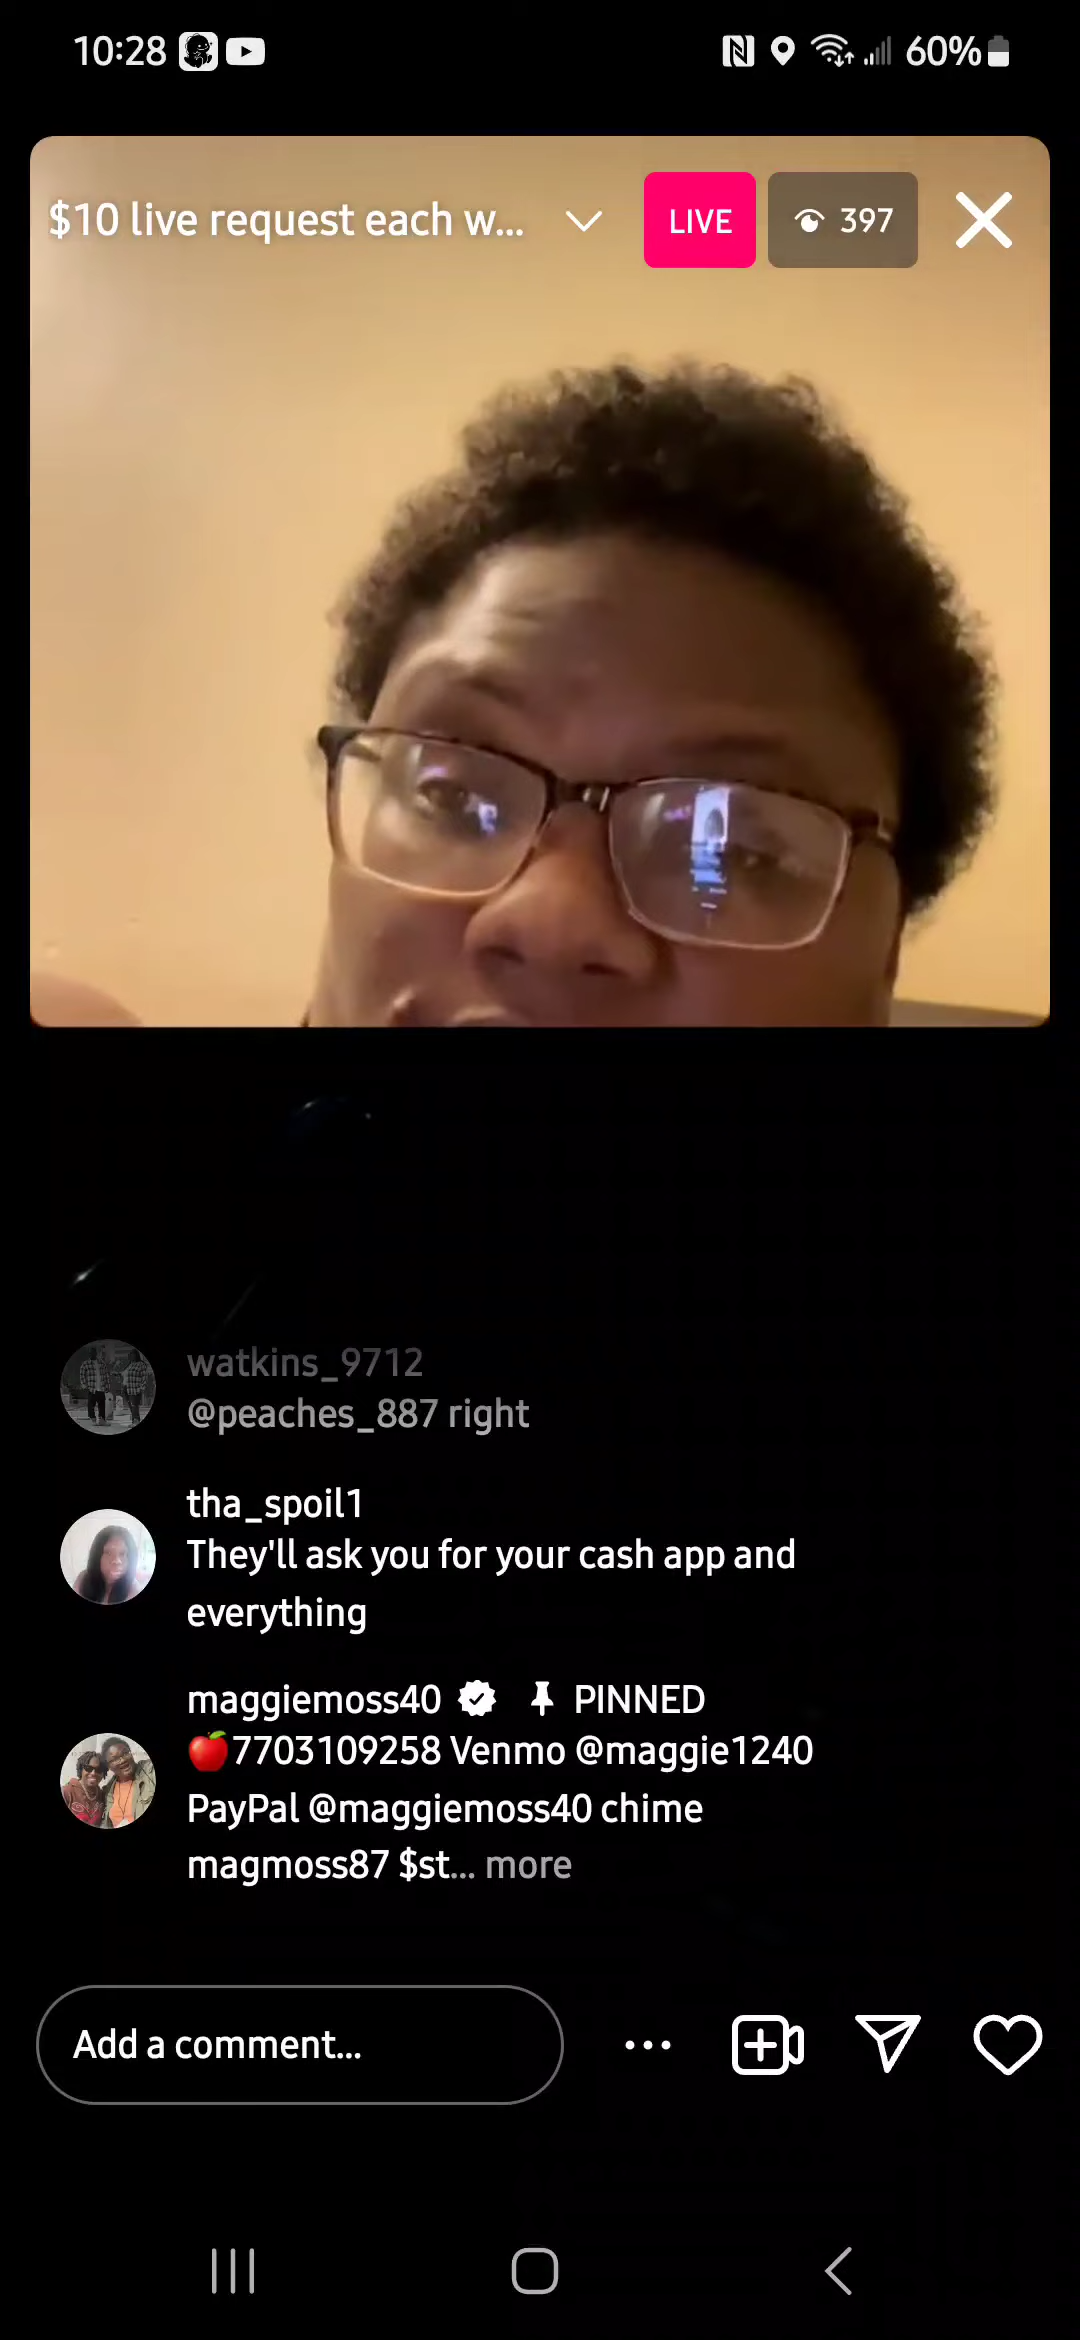 10:28 60%
$10 live request each w... LIVE 397
watkins_9712
@peaches_887 right
tha_spoil1
They'll ask you for your cash app and
everything
maggiemoss40 PINNED
🍎7703109258 Venmo @maggie1240
PayPal @maggiemoss40 chime
magmoss87 $st... more
Add a comment...